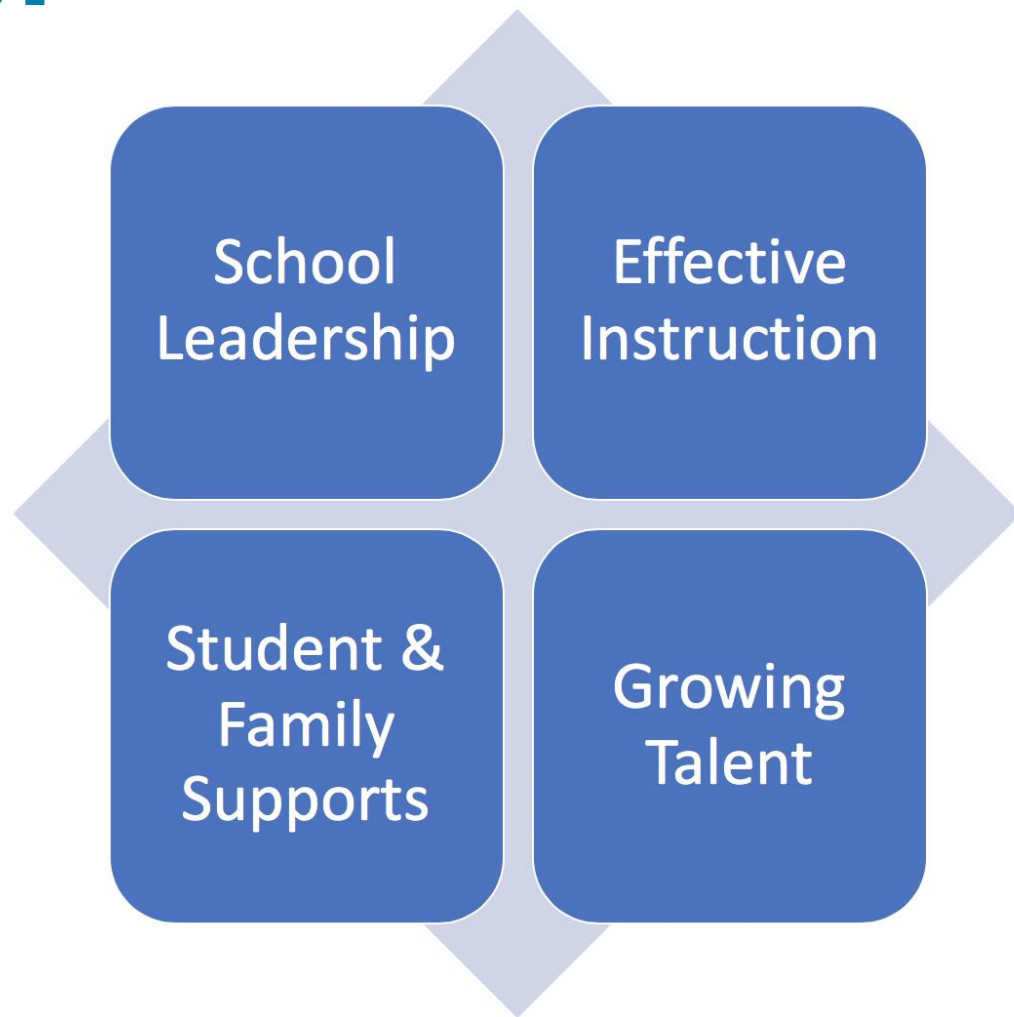 School
Leadership
Effective
Instruction
Student &
Family
Supports
Growing
Talent